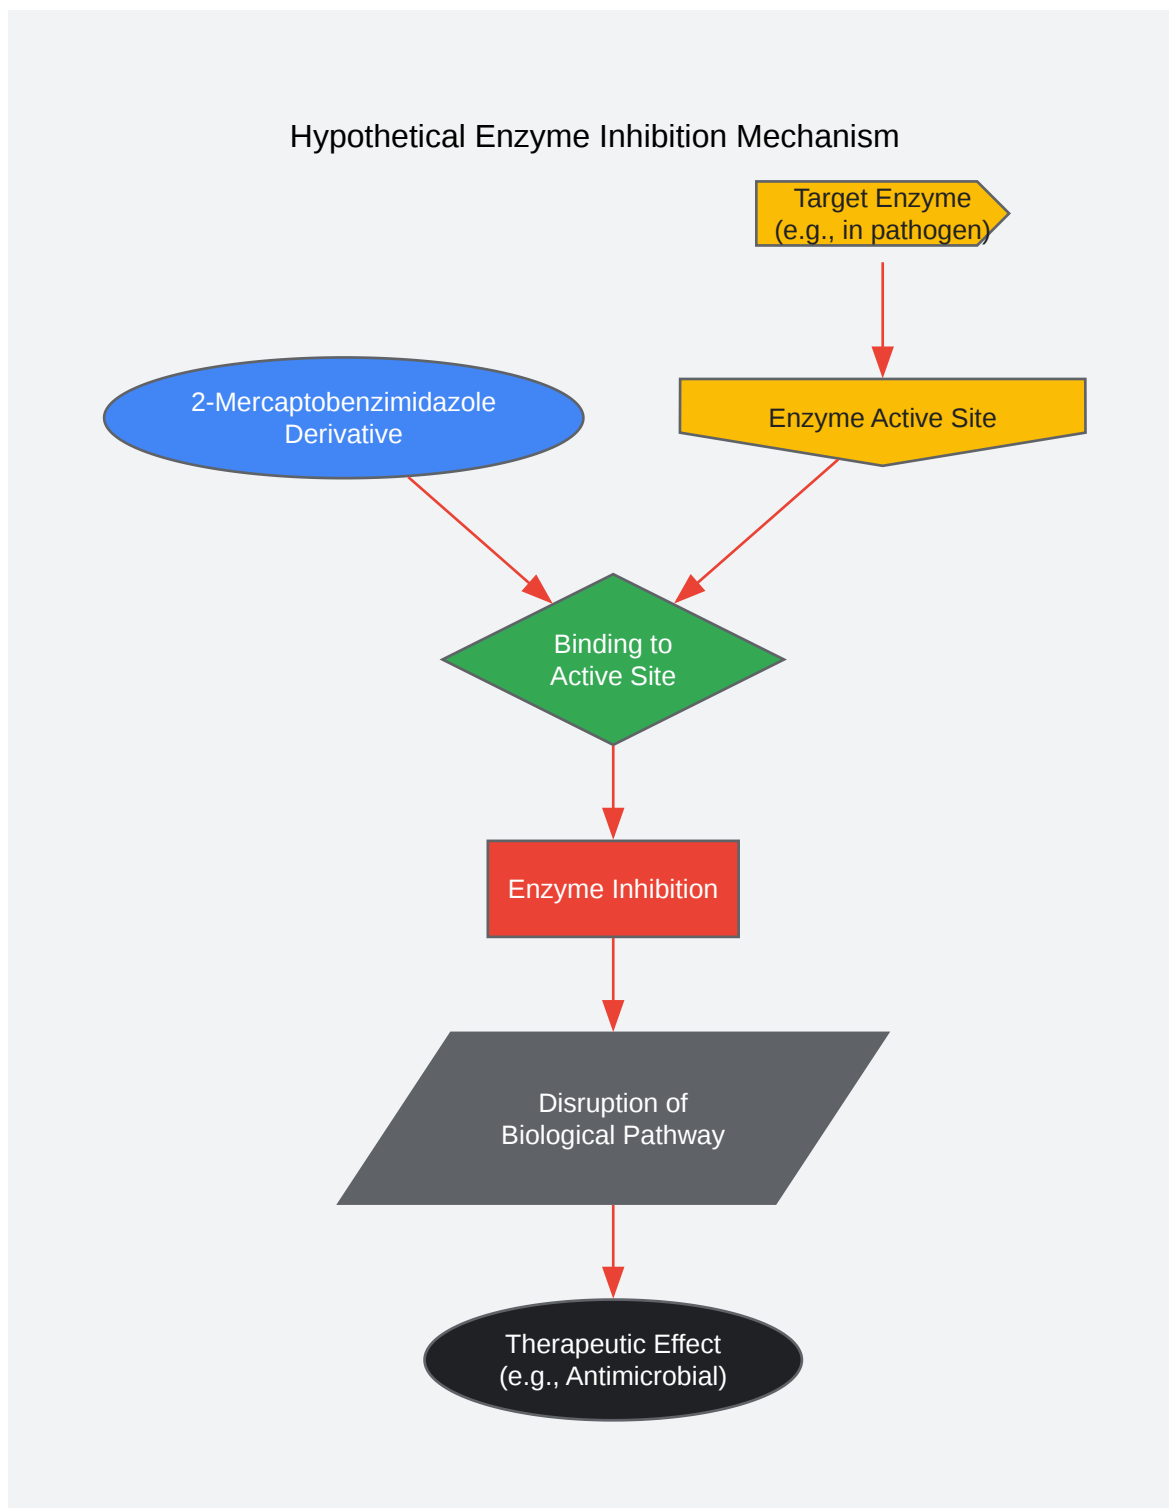 Hypothetical Enzyme Inhibition Mechanism
Target Enzyme
(e.g., in pathogen)
2-Mercaptobenzimidazole
Derivative
Enzyme Active Site
Binding to
Active Site
Enzyme Inhibition
Disruption of
Biological Pathway
Therapeutic Effect
(e.g., Antimicrobial)